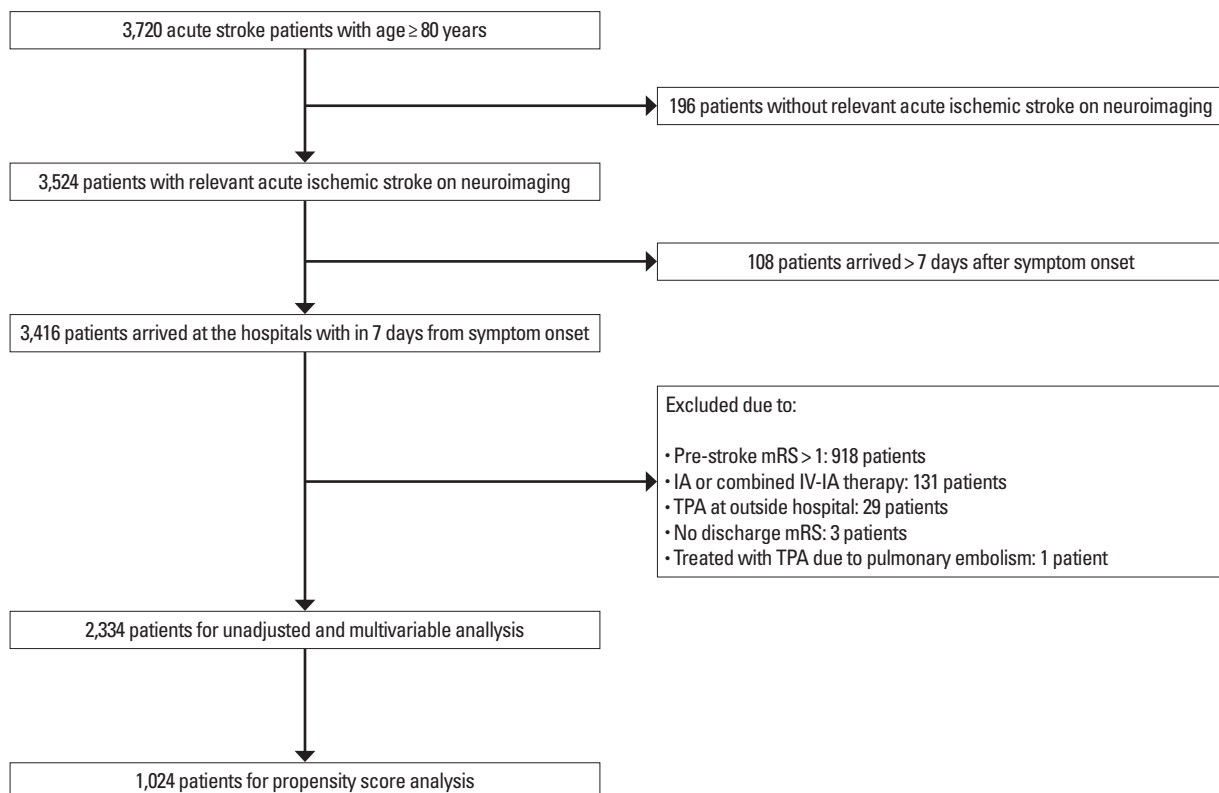 3,720 acute stroke patients with age ≥ 80 years
196 patients without relevant acute ischemic stroke on neuroimaging
3,524 patients with relevant acute ischemic stroke on neuroimaging
108 patients arrived > 7 days after symptom onset
3,416 patients arrived at the hospitals with in 7 days from symptom onset
Excluded due to:
• Pre-stroke mRS > 1: 918 patients
• IA or combined IV-IA therapy: 131 patients
• TPA at outside hospital: 29 patients
• No discharge mRS: 3 patients
• Treated with TPA due to pulmonary embolism: 1 patient
2,334 patients for unadjusted and multivariable anallysis
1,024 patients for propensity score analysis